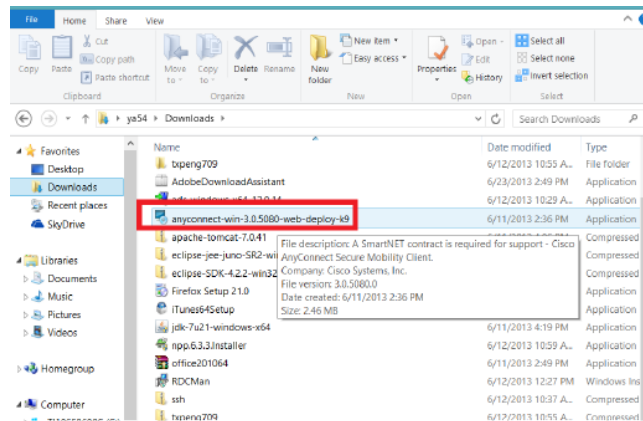 File Home Share View
Copy Paste Cut Copy path Paste shortcut Move to Copy to Delete Rename New folder New item Easy access Properties Open Edit History Select all Select none Invert selection
Clipboard Organize New Open Select
ya54 Downloads Search Downloads
Favorites
Desktop
Downloads
Recent places
SkyDrive
Libraries
Documents
Music
Pictures
Videos
Homegroup
Computer
Name Date modified Type
txpeng709 6/12/2013 10:55 A... File folder
AdobeDownloadAssistant 6/23/2013 2:49 PM Application
6/12/2013 10:29 A... Application
anyconnect-win-3.0.5080-web-deploy-k9 6/11/2013 2:36 PM Application
apache-tomcat-7.0.41 Compressed
eclipse-jee-juno-SR2-wi Compressed
eclipse-SDK-4.2.2-win32 Compressed
Firefox Setup 21.0 Application
iTunes64Setup Application
File description: A SmartNET contract is required for support - Cisco
AnyConnect Secure Mobility Client.
Company: Cisco Systems, Inc.
File version: 3.0.5080.0
Date created: 6/11/2013 2:36 PM
Size: 2.46 MB
jdk-7u21-windows-x64 6/11/2013 4:19 PM Application
npp.6.3.3.Installer 6/12/2013 10:59 A... Application
office201064 6/11/2013 2:49 PM Application
RDCMan 6/12/2013 12:27 PM Windows Ins
ssh 6/12/2013 10:37 A... Compressed
txpeng709 6/12/2013 10:55 A... Compressed